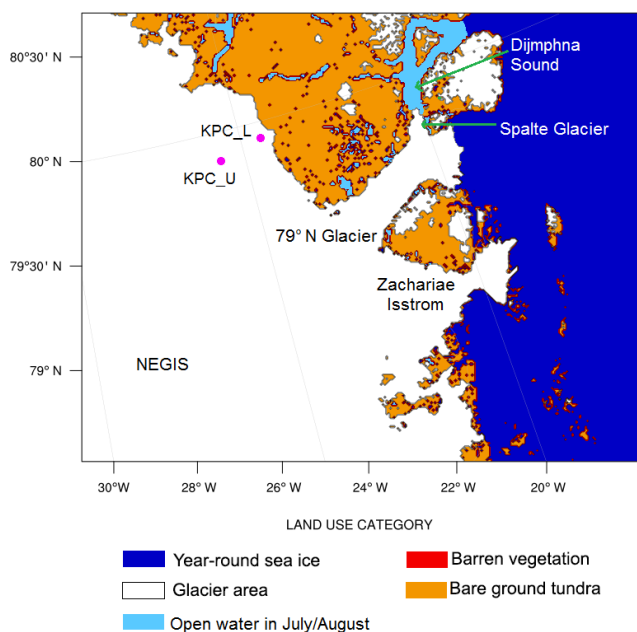 80°30' N
Dijmphna
Sound
Spalte Glacier
KPC_L
80° N
KPC_U
79° N Glacier
79°30' N
Zachariae
Isstrom
79° N
NEGIS
30°W 28°W 26°W 24°W 22°W 20°W
LAND USE CATEGORY
Year-round sea ice
Barren vegetation
Glacier area
Bare ground tundra
Open water in July/August